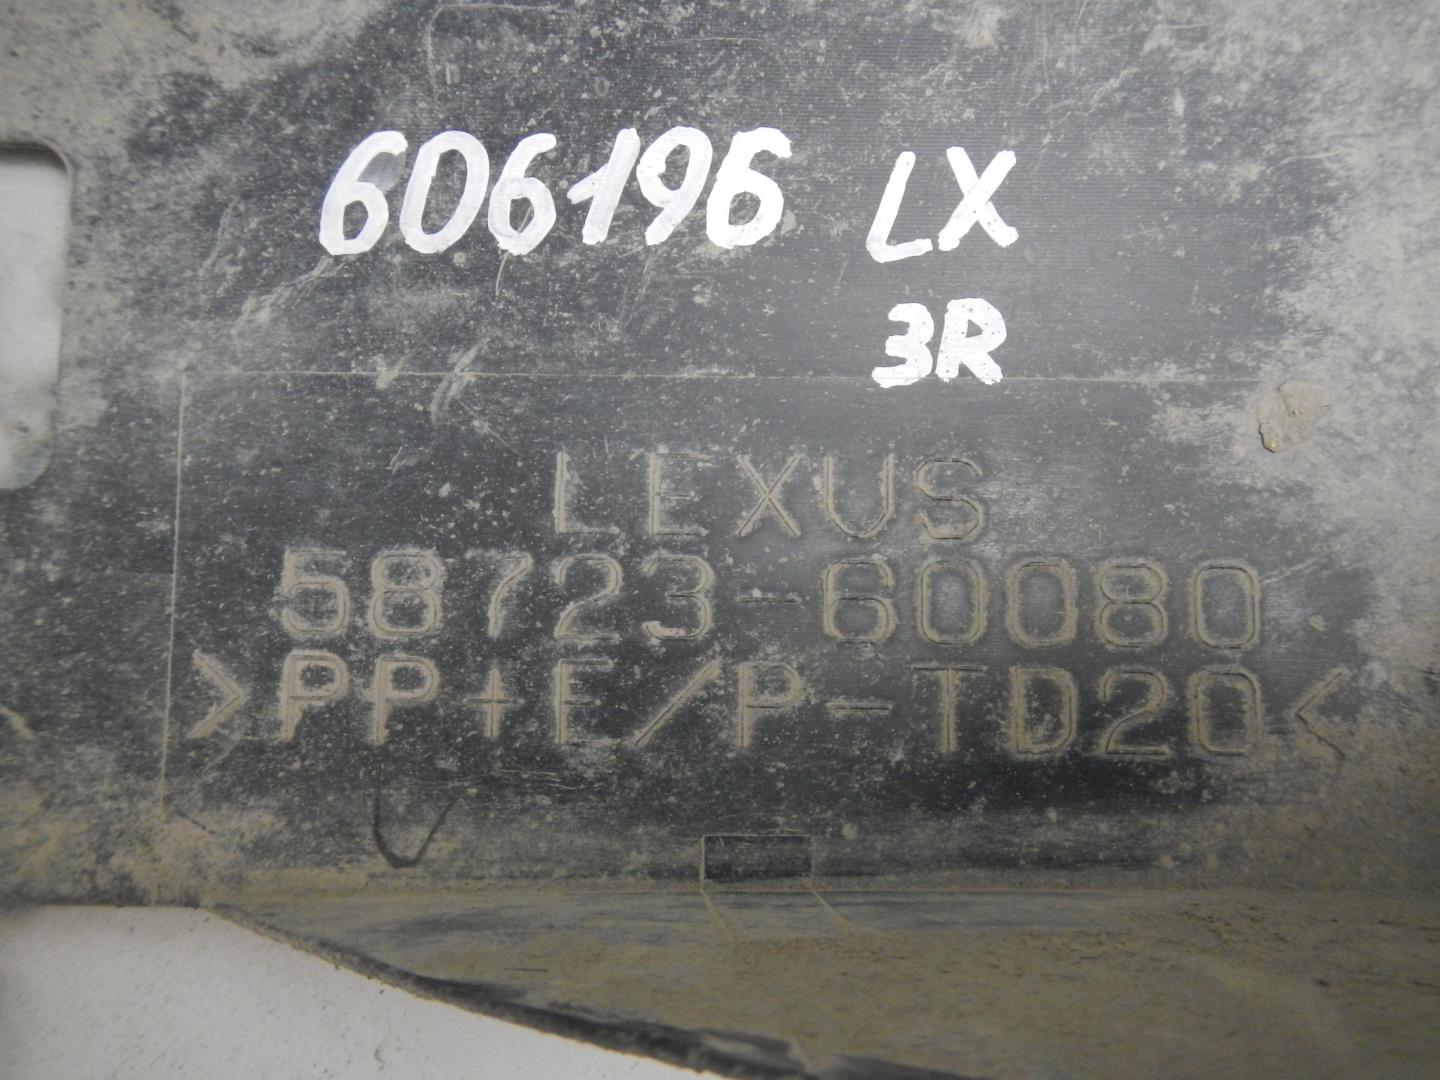 606196 LX
3R
LEXUS
58723-60080
>PP+E/P-TD20<